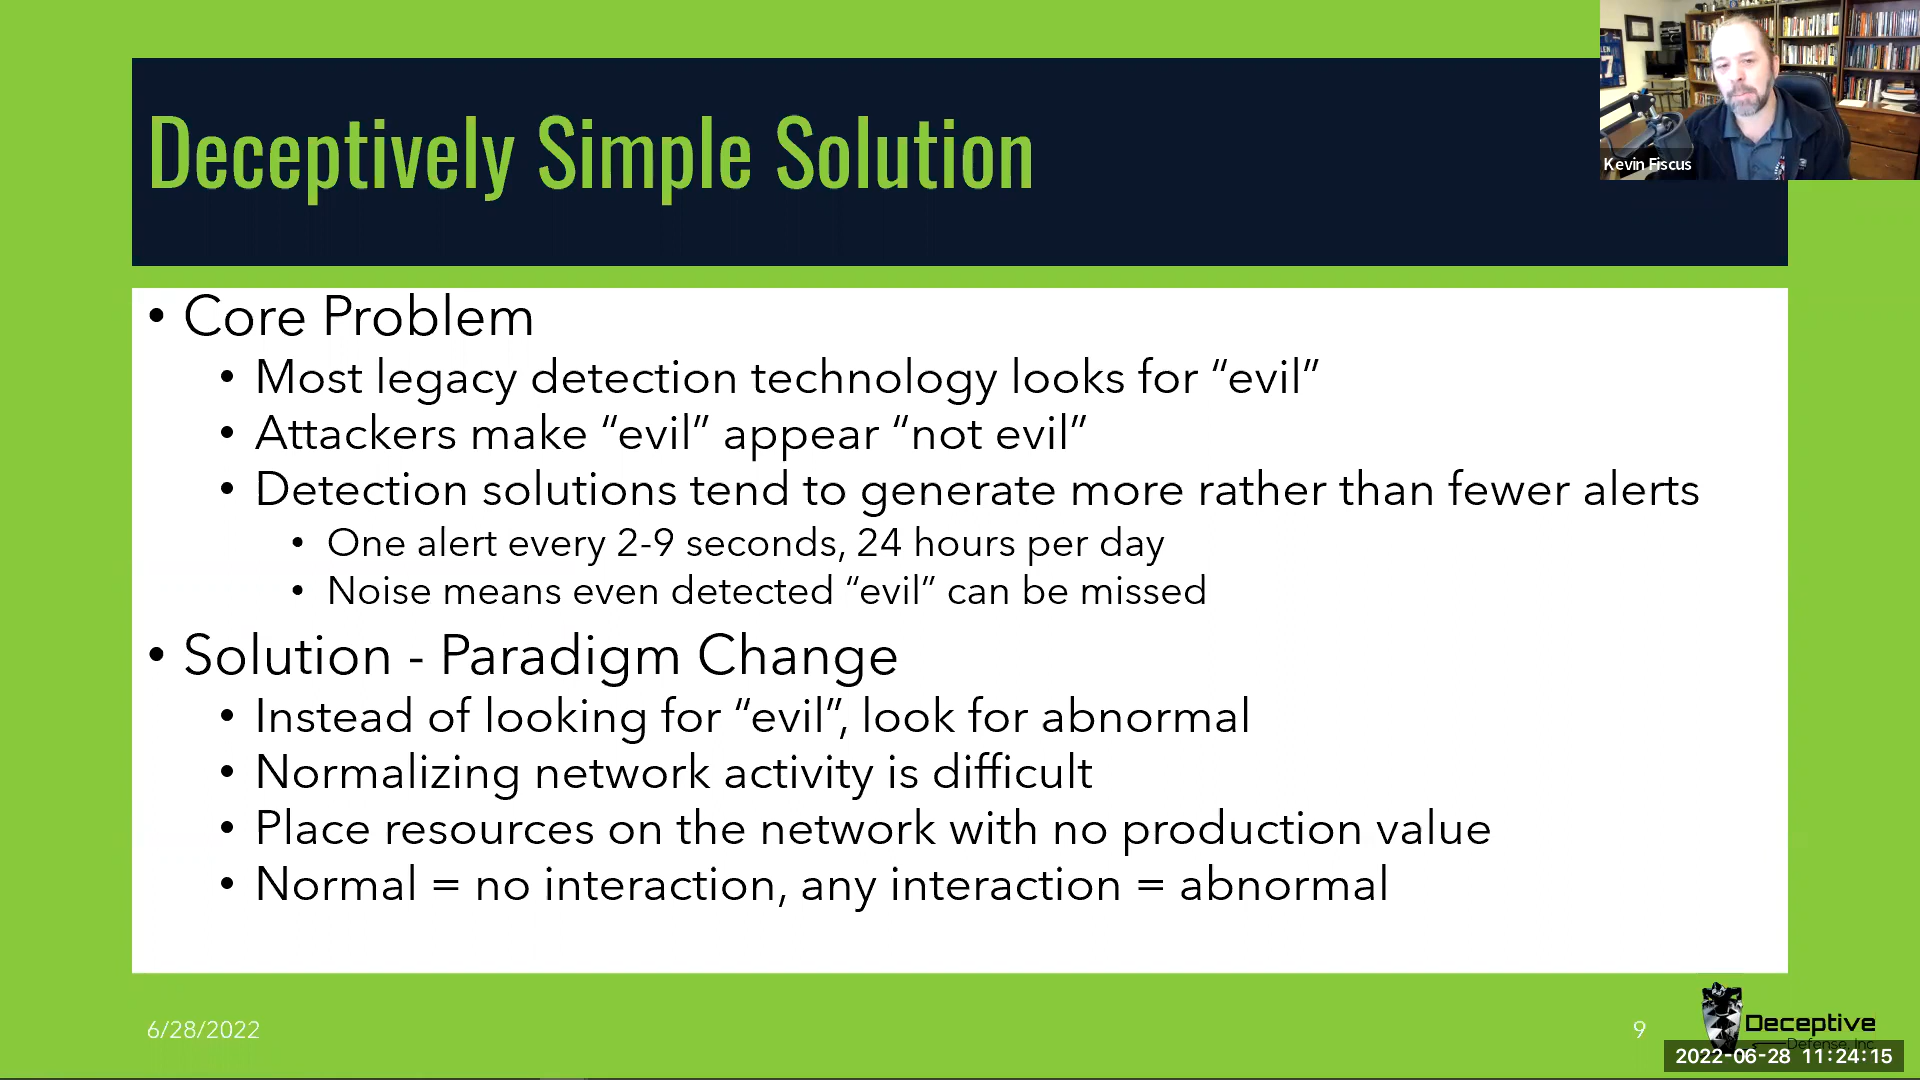 Deceptively Simple Solution
Kevin Fiscus
• Core Problem
• Most legacy detection technology looks for “evil”
• Attackers make “evil” appear “not evil”
• Detection solutions tend to generate more rather than fewer alerts
• One alert every 2-9 seconds, 24 hours per day
• Noise means even detected “evil” can be missed
• Solution - Paradigm Change
• Instead of looking for “evil”, look for abnormal
• Normalizing network activity is difficult
• Place resources on the network with no production value
• Normal = no interaction, any interaction = abnormal
6/28/2022
9
Deceptive
Defense, Inc.
2022-06-28 11:24:15